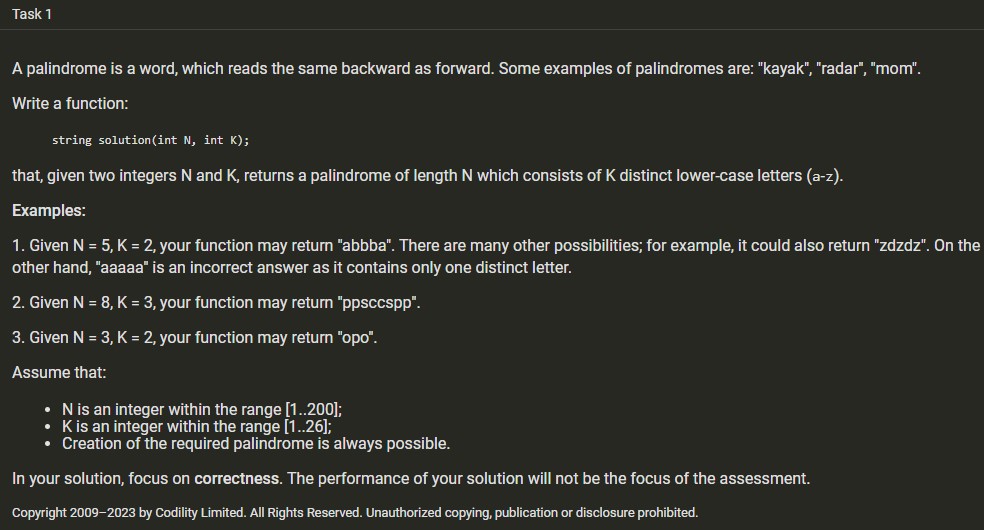 Task 1
A palindrome is a word, which reads the same backward as forward. Some examples of palindromes are: "kayak", "radar", "mom".
Write a function:
string solution(int N, int K);
that, given two integers N and K, returns a palindrome of length N which consists of K distinct lower-case letters (a-z).
Examples:
1. Given N = 5, K = 2, your function may return "abbba". There are many other possibilities; for example, it could also return "zdzdz". On the
other hand, "aaaaa" is an incorrect answer as it contains only one distinct letter.
2. Given N = 8, K = 3, your function may return "ppsccspp".
3. Given N = 3, K = 2, your function may return "opo".
Assume that:
• N is an integer within the range [1..200];
• K is an integer within the range [1..26];
• Creation of the required palindrome is always possible.
In your solution, focus on correctness. The performance of your solution will not be the focus of the assessment.
Copyright 2009–2023 by Codility Limited. All Rights Reserved. Unauthorized copying, publication or disclosure prohibited.